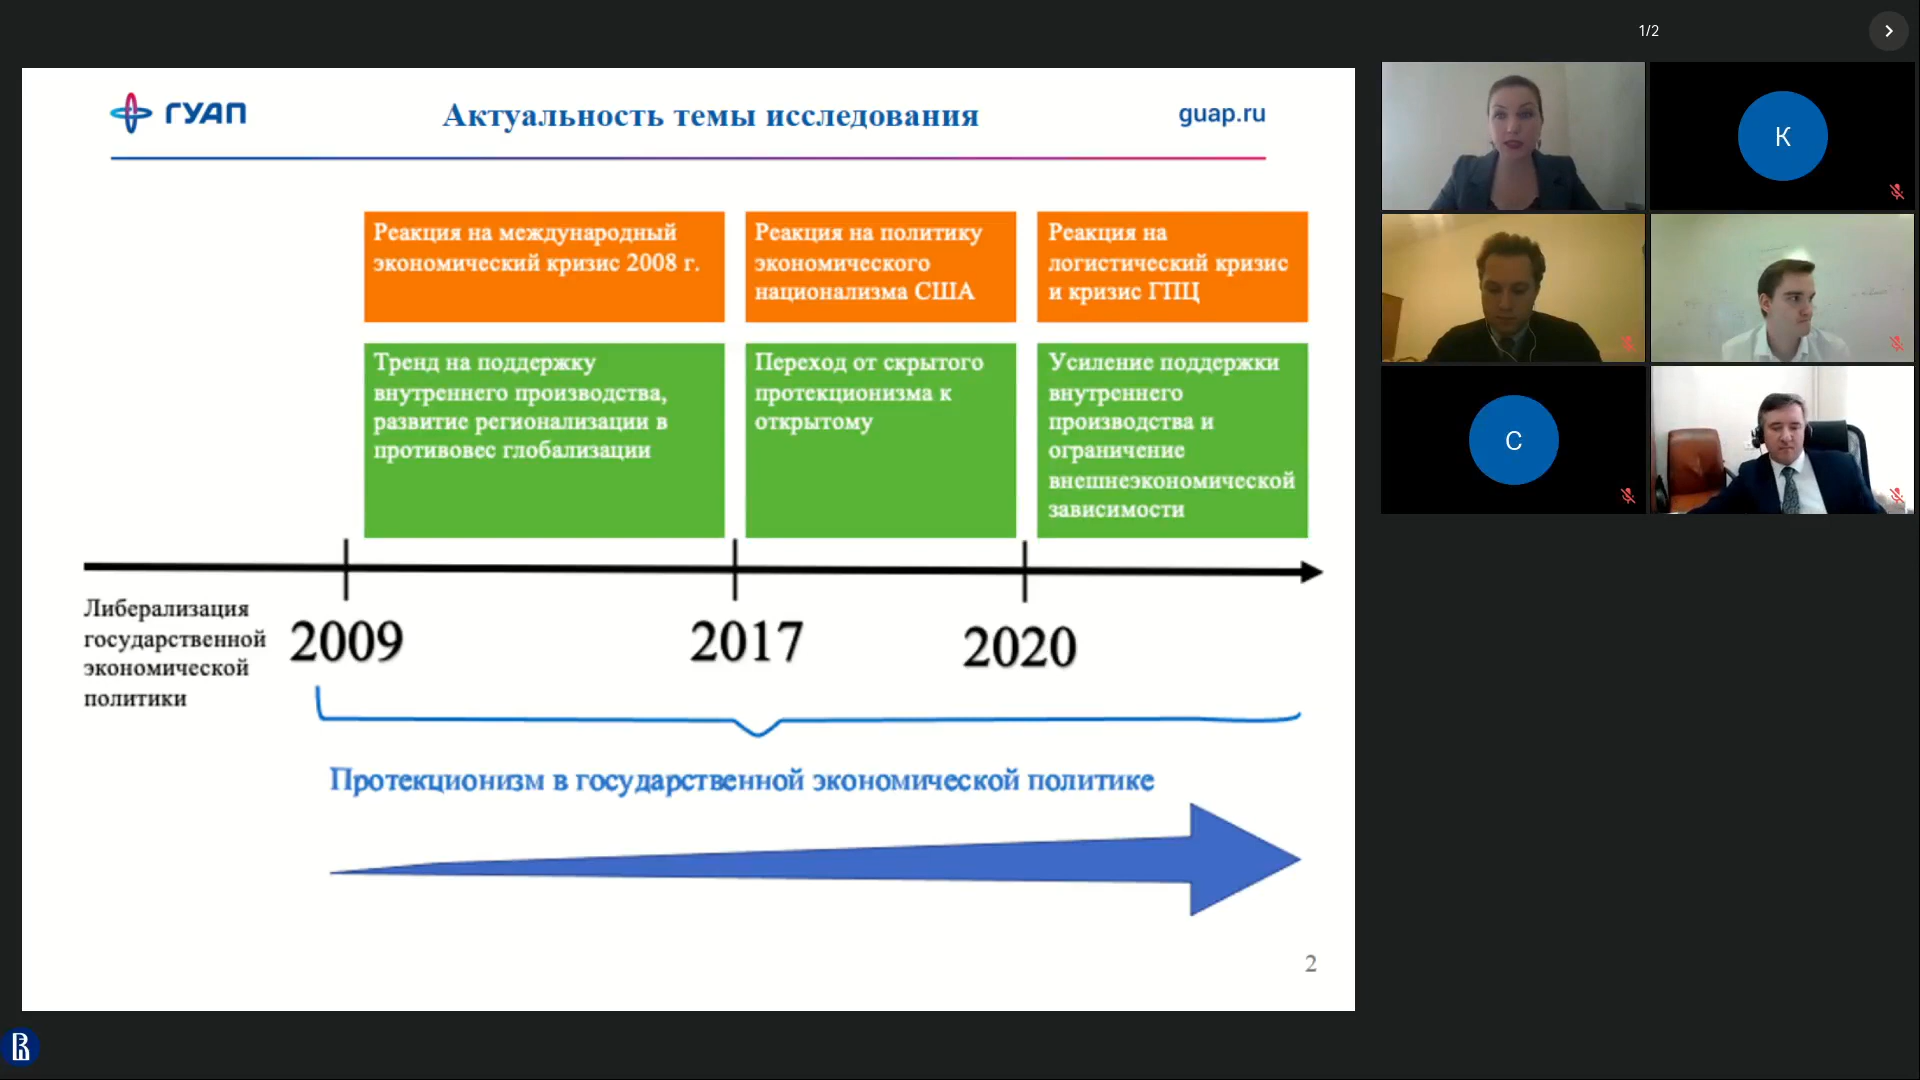 1/2
ГУАП
Актуальность темы исследования
guap.ru
Реакция на международный
экономический кризис 2008 г.
Реакция на политику
экономического
национализма США
Реакция на
логистический кризис
и кризис ГПЦ
Тренд на поддержку
внутреннего производства,
развитие регионализации в
противовес глобализации
Переход от скрытого
протекционизма к
открытому
Усиление поддержки
внутреннего
производства и
ограничение
внешнеэкономической
зависимости
Либерализация
государственной
экономической
политики
2009
2017
2020
Протекционизм в государственной экономической политике
2
К
С